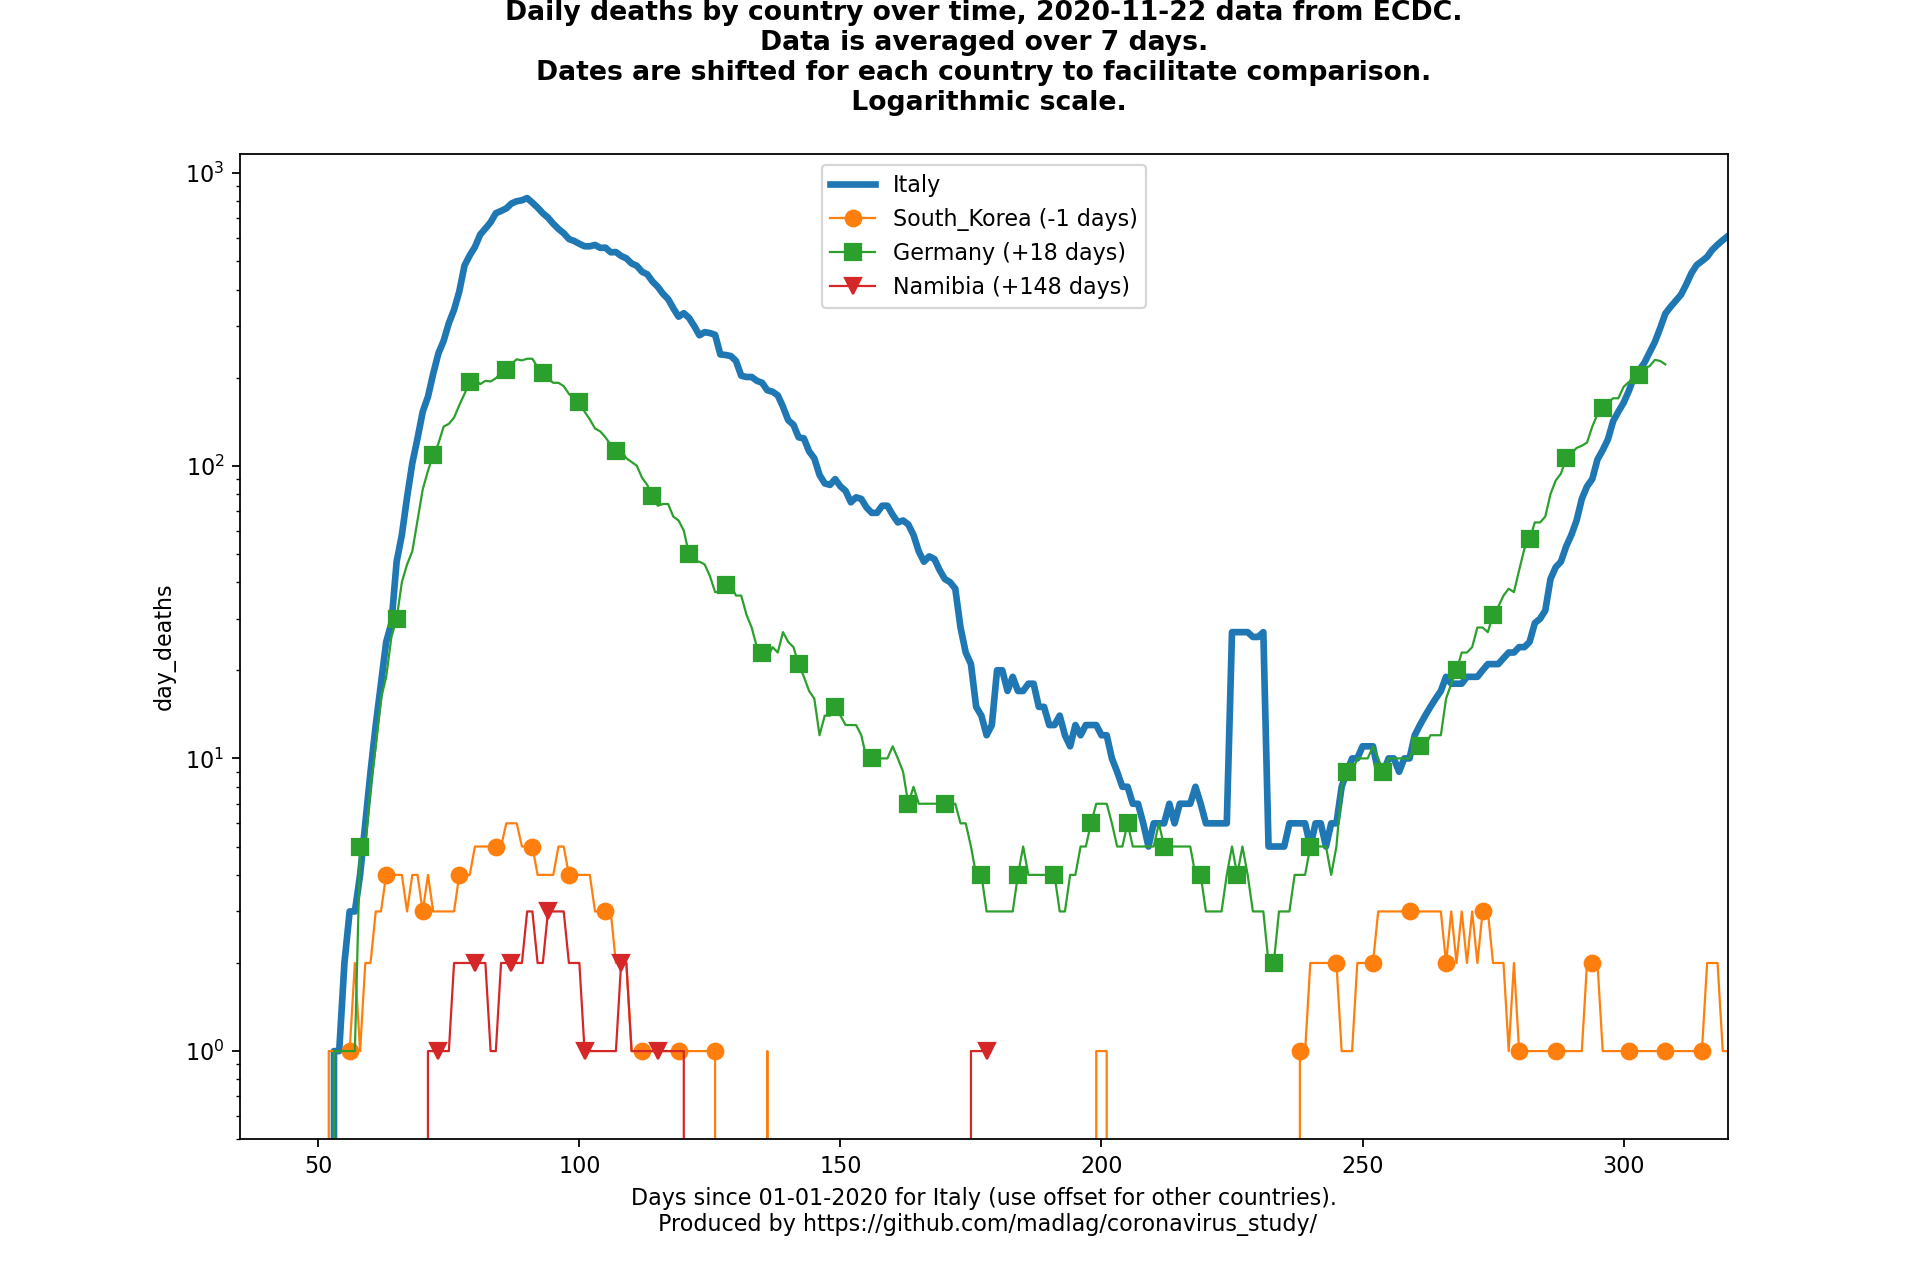 Daily deaths by country over time, 2020-11-22 data from ECDC.
Data is averaged over 7 days.
Dates are shifted for each country to facilitate comparison.
Logarithmic scale.
10³
10²
10¹
10⁰
day_deaths
Italy
South_Korea (-1 days)
Germany (+18 days)
Namibia (+148 days)
50 100 150 200 250 300
Days since 01-01-2020 for Italy (use offset for other countries).
Produced by https://github.com/madlag/coronavirus_study/